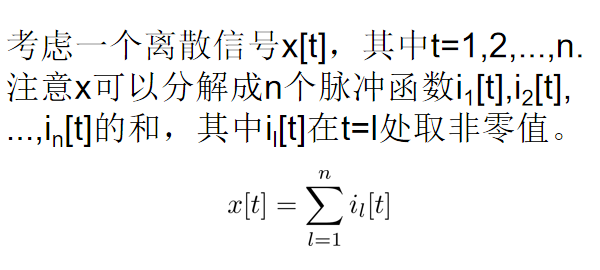 考虑一个离散信号x[t]，其中t=1,2,...,n.
注意x可以分解成n个脉冲函数i₁[t],i₂[t],
...,iₙ[t]的和，其中iₗ[t]在t=l处取非零值。
x[t] = ∑_{l=1}^{n} i_l[t]